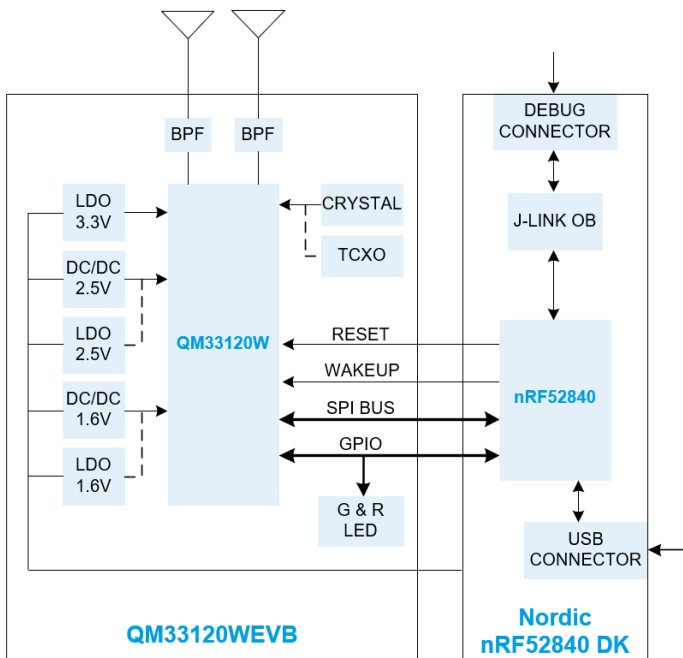 BPF
BPF
LDO
3.3V
DC/DC
2.5V
LDO
2.5V
DC/DC
1.6V
LDO
1.6V
QM33120W
CRYSTAL
TCXO
RESET
WAKEUP
SPI BUS
GPIO
G & R
LED
QM33120WEVB
DEBUG
CONNECTOR
J-LINK OB
nRF52840
USB
CONNECTOR
Nordic
nRF52840 DK